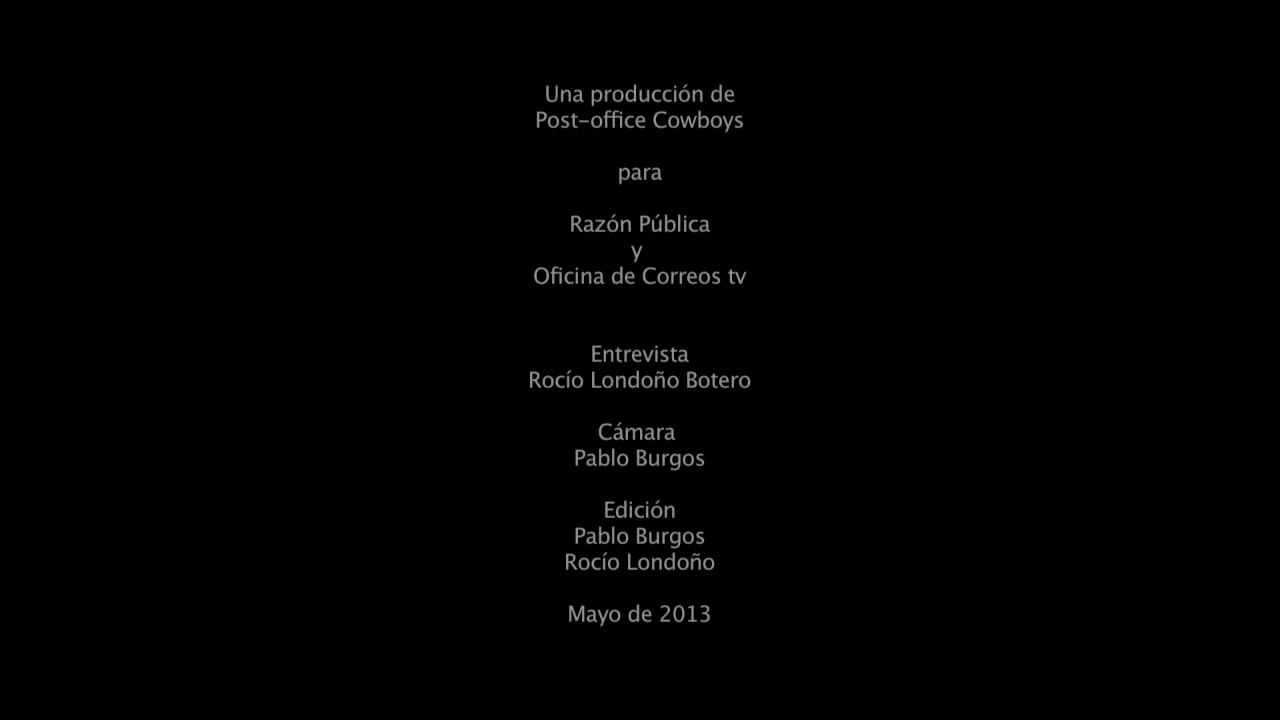 Una producción de
Post-office Cowboys
para
Razón Pública
y
Oficina de Correos tv
Entrevista
Rocío Londoño Botero
Cámara
Pablo Burgos
Edición
Pablo Burgos
Rocío Londoño
Mayo de 2013